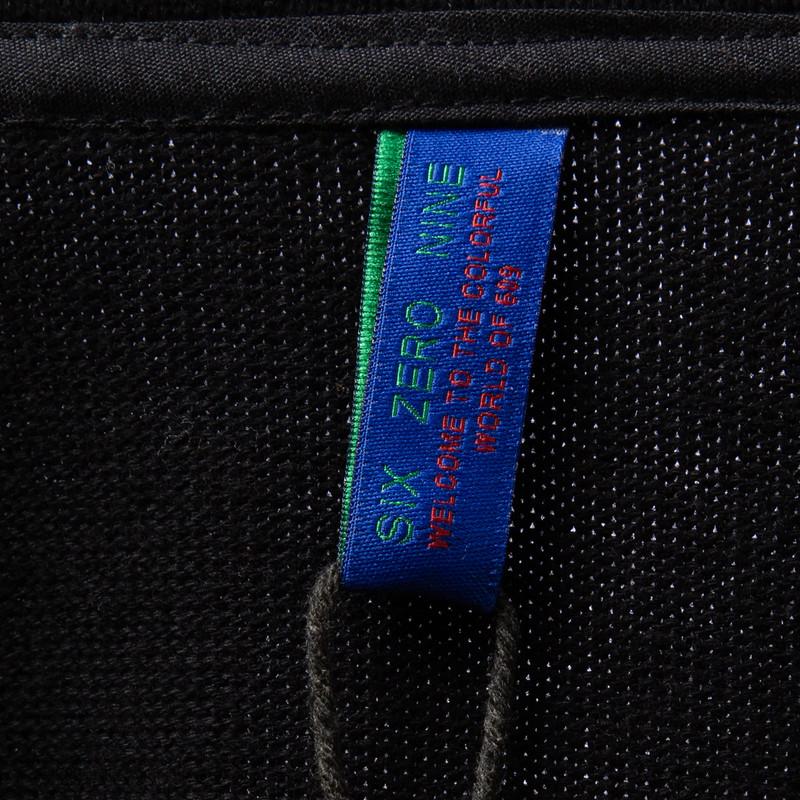 SIX ZERO NINE
WELCOME TO THE COLORFUL
WORLD OF 609